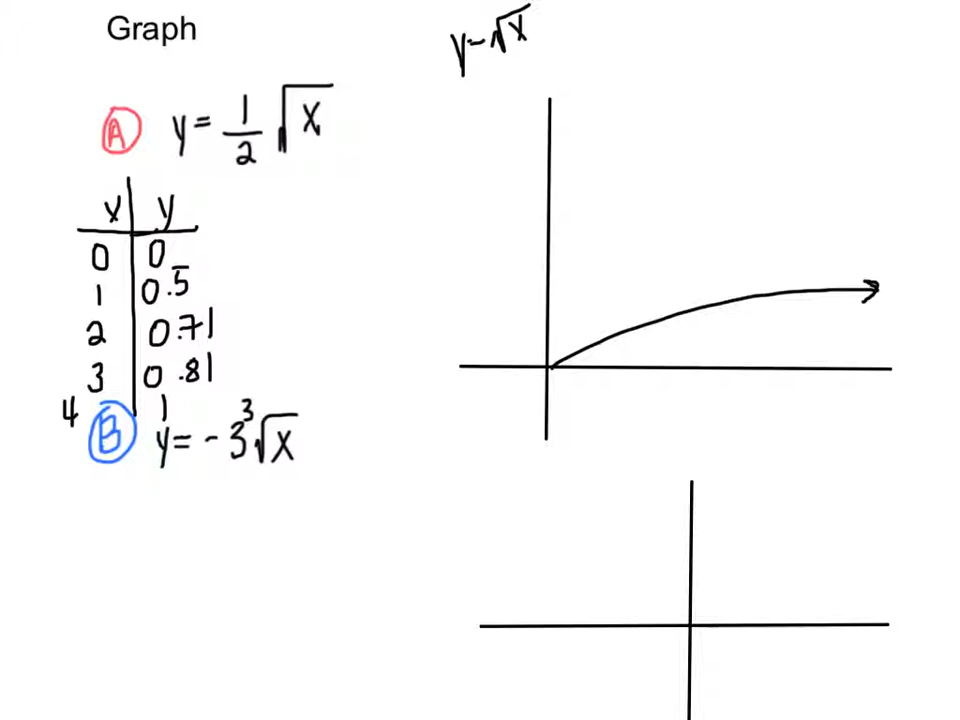 Graph
y=√x
A y = 1/2 √x
x y
0 0
1 0.5
2 0.71
3 0.81
4 1
B y = -3 ∛x